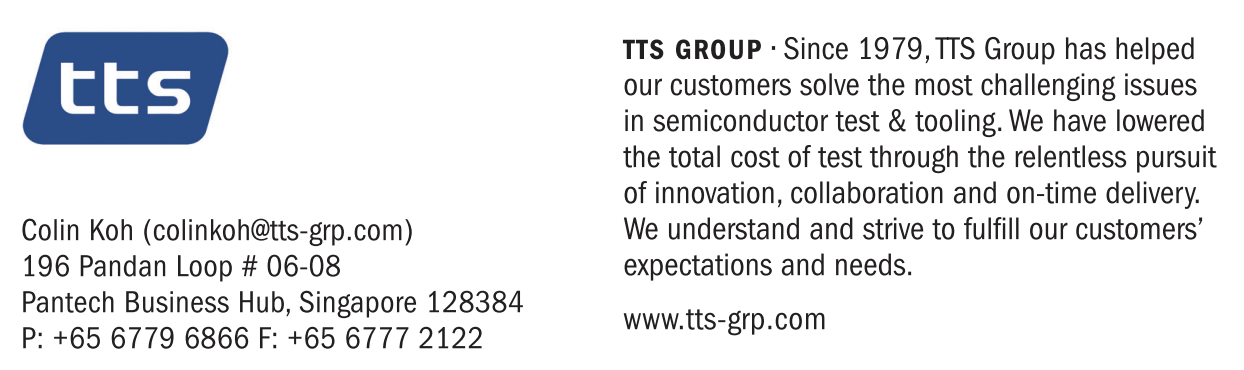 tts
Colin Koh (colinkoh@tts-grp.com)
196 Pandan Loop # 06-08
Pantech Business Hub, Singapore 128384
P: +65 6779 6866 F: +65 6777 2122
TTS GROUP · Since 1979, TTS Group has helped
our customers solve the most challenging issues
in semiconductor test & tooling. We have lowered
the total cost of test through the relentless pursuit
of innovation, collaboration and on-time delivery.
We understand and strive to fulfill our customers’
expectations and needs.
www.tts-grp.com